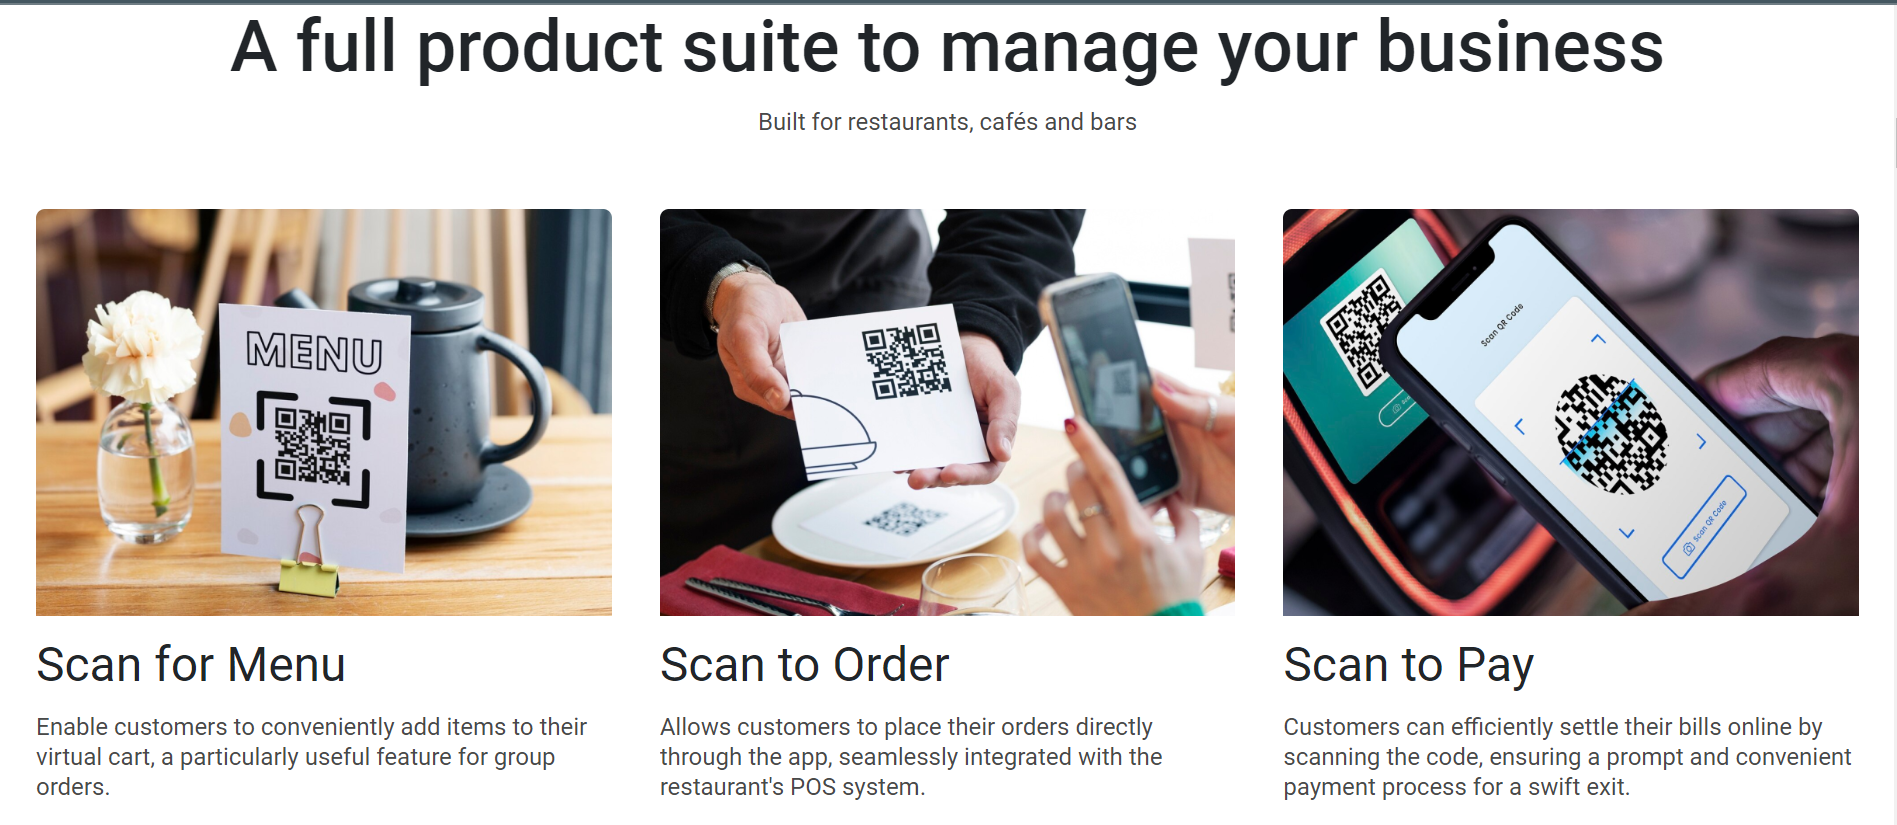 A full product suite to manage your business
Built for restaurants, cafés and bars
MENU
Scan QR Code
Scan QR Code
Scan for Menu
Enable customers to conveniently add items to their
virtual cart, a particularly useful feature for group
orders.
Scan to Order
Allows customers to place their orders directly
through the app, seamlessly integrated with the
restaurant's POS system.
Scan to Pay
Customers can efficiently settle their bills online by
scanning the code, ensuring a prompt and convenient
payment process for a swift exit.